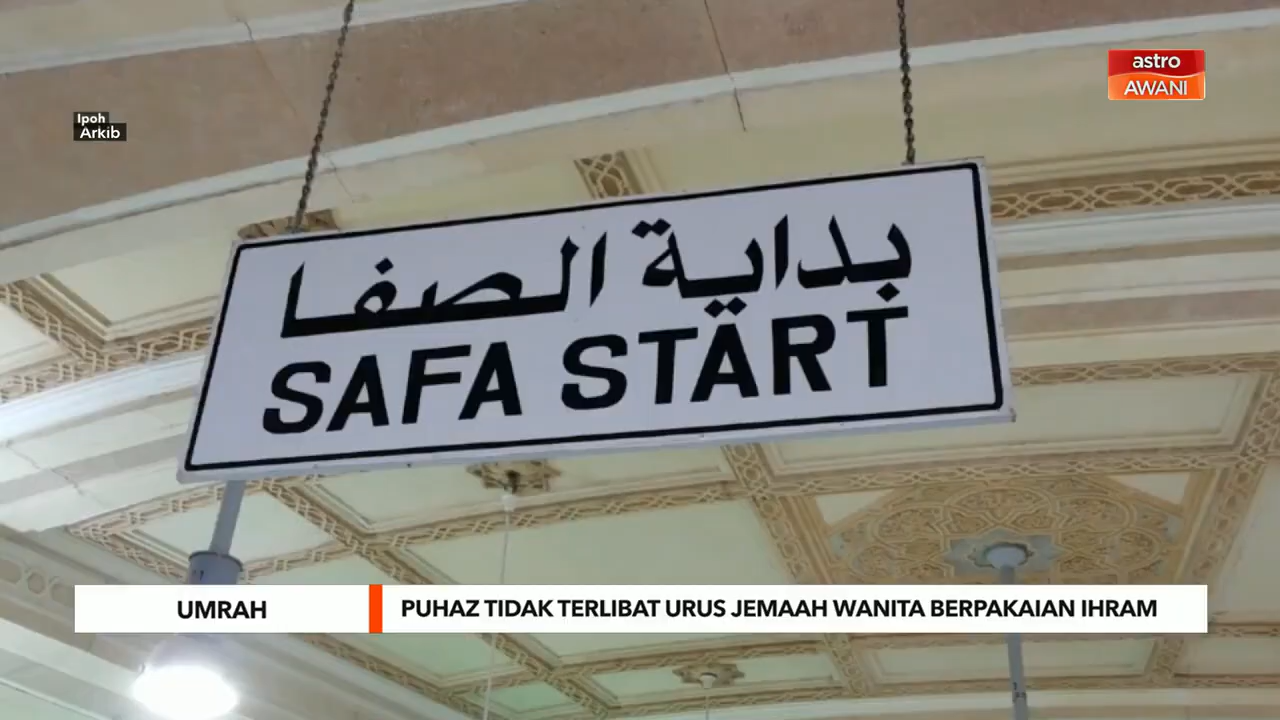 astro
AWANI
Ipoh
Arkib
بداية الصفا
SAFA START
UMRAH
PUHAZ TIDAK TERLIBAT URUS JEMAAH WANITA BERPAKAIAN IHRAM